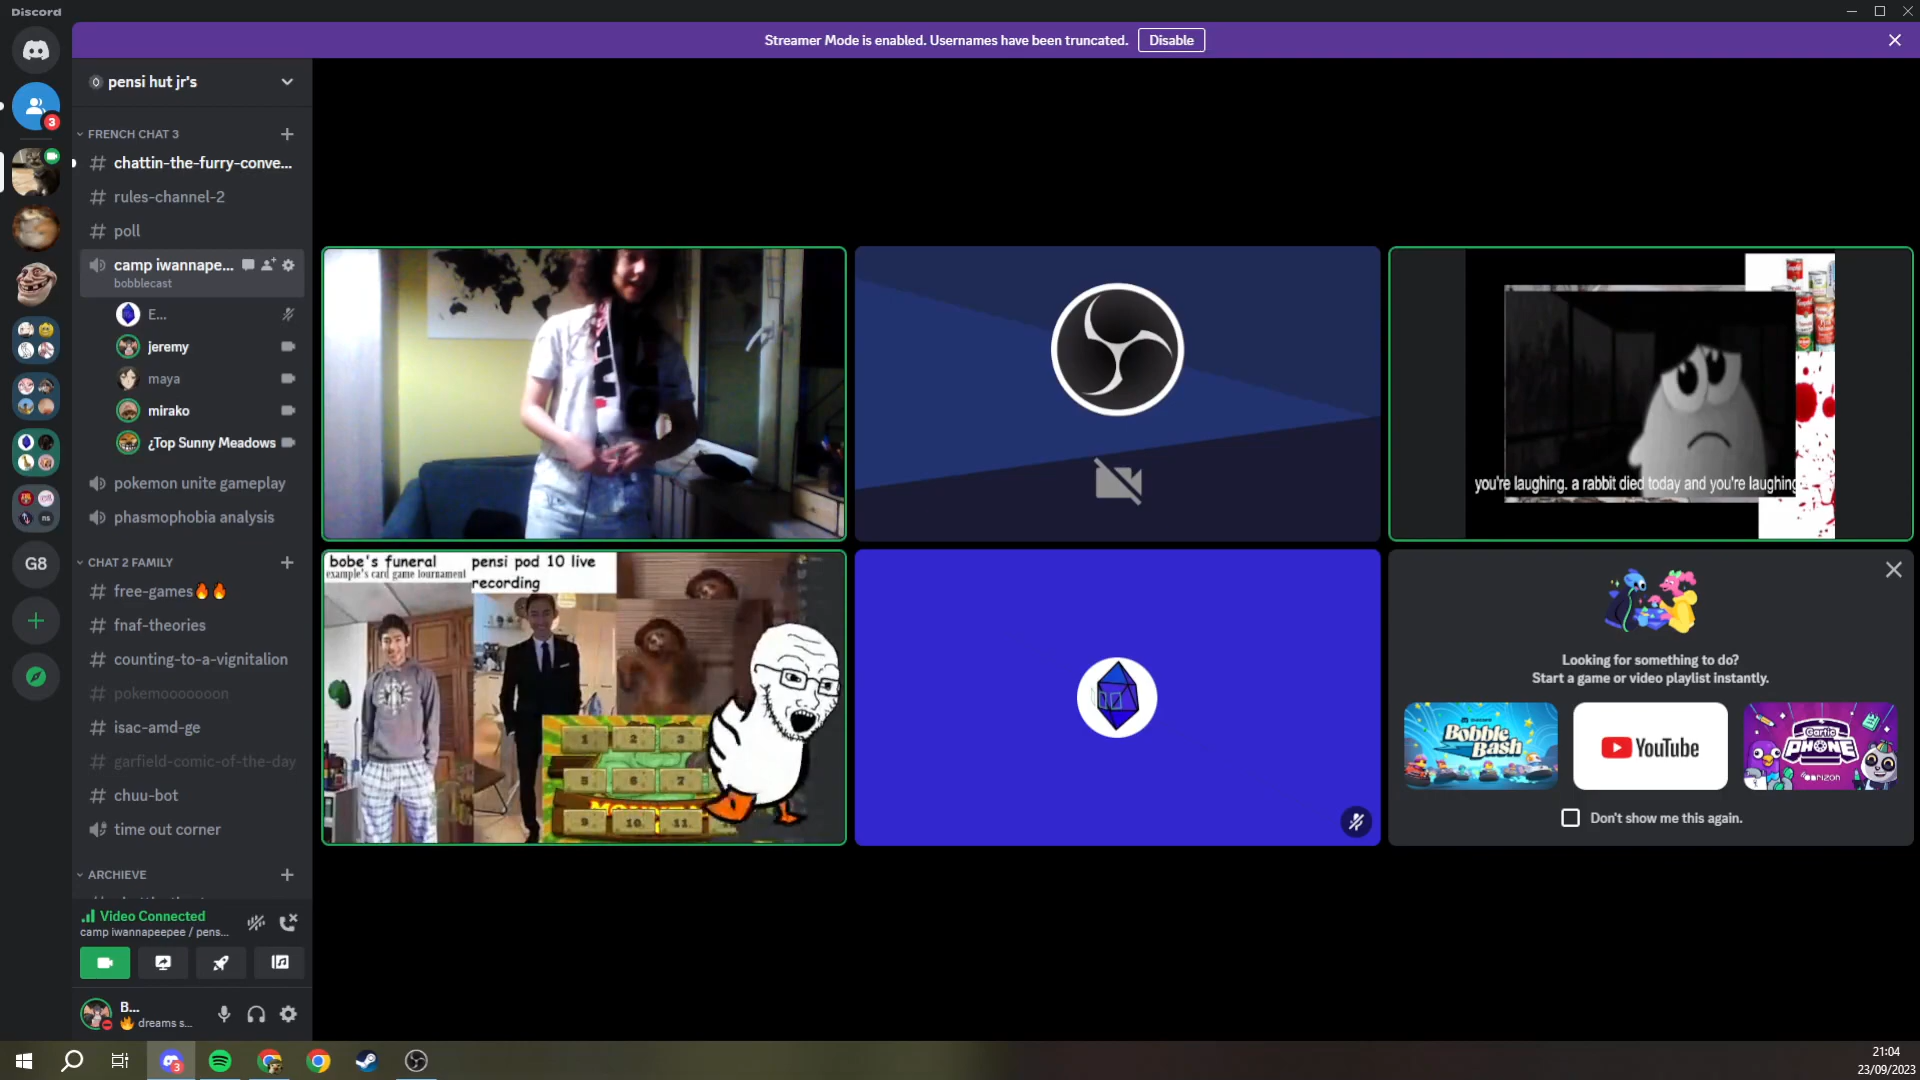 Discord
Streamer Mode is enabled. Usernames have been truncated.
Disable
pensi hut jr's
3
FRENCH CHAT 3
chattin-the-furry-conve...
rules-channel-2
poll
camp iwannape...
bobblecast
E...
jeremy
maya
mirako
¿Top Sunny Meadows
pokemon unite gameplay
phasmophobia analysis
CHAT 2 FAMILY
G8
free-games🔥🔥
fnaf-theories
counting-to-a-vignitalion
pokemooooooon
isac-amd-ge
garfield-comic-of-the-day
chuu-bot
time out corner
ARCHIEVE
Video Connected
camp iwannapeepee / pens...
B...
🔥 dreams s...
you're laughing. a rabbit died today and you're laughing
bobe's funeral
example's card game tournament
pensi pod 10 live
recording
1 2 3
5 6 7
9 10 11
Looking for something to do?
Start a game or video playlist instantly.
Bobble
Bash
YouTube
Gartic
PHONE
Don't show me this again.
3
21:04
23/09/2023